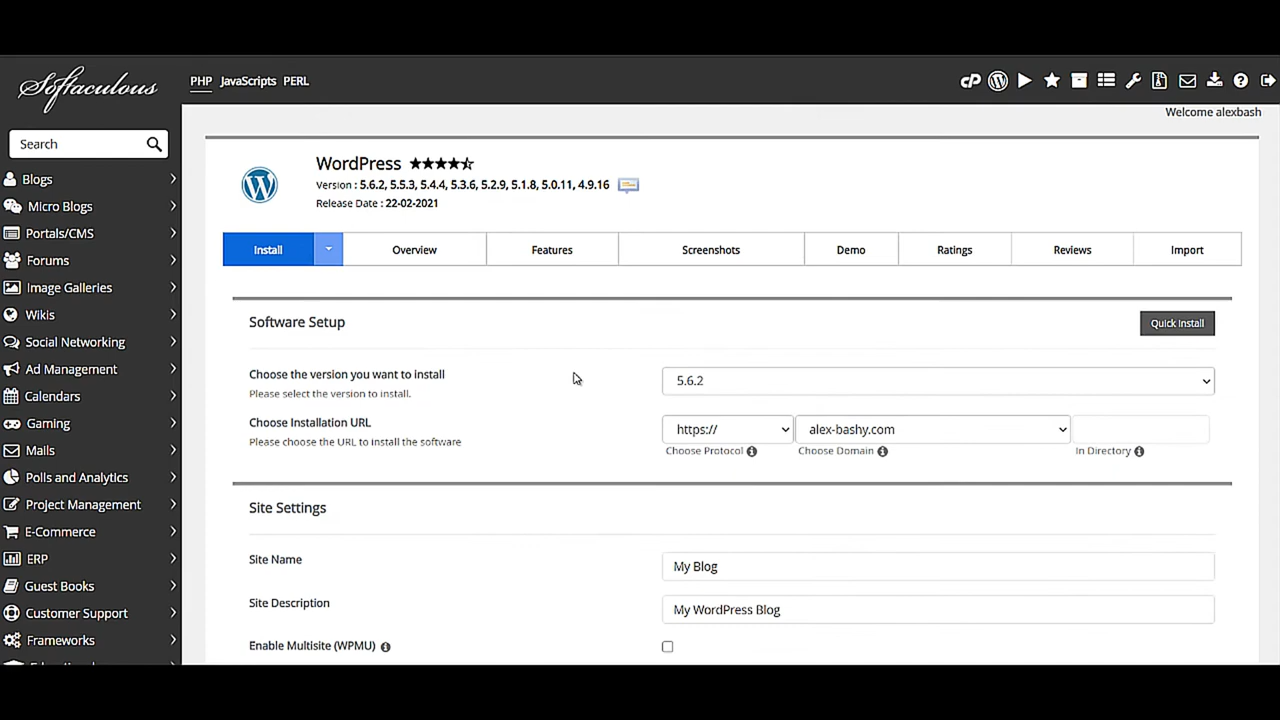 Softaculous
PHP JavaScripts PERL
cP
Welcome alexbash
Search
Blogs
Micro Blogs
Portals/CMS
Forums
Image Galleries
Wikis
Social Networking
Ad Management
Calendars
Gaming
Mails
Polls and Analytics
Project Management
E-Commerce
ERP
Guest Books
Customer Support
Frameworks
WordPress
Version : 5.6.2, 5.5.3, 5.4.4, 5.3.6, 5.2.9, 5.1.8, 5.0.11, 4.9.16
Release Date : 22-02-2021
Install Overview Features Screenshots Demo Ratings Reviews Import
Software Setup
Quick Install
Choose the version you want to install
Please select the version to install.
5.6.2
Choose Installation URL
Please choose the URL to install the software
https:// alex-bashy.com
Choose Protocol Choose Domain In Directory
Site Settings
Site Name
My Blog
Site Description
My WordPress Blog
Enable Multisite (WPMU)